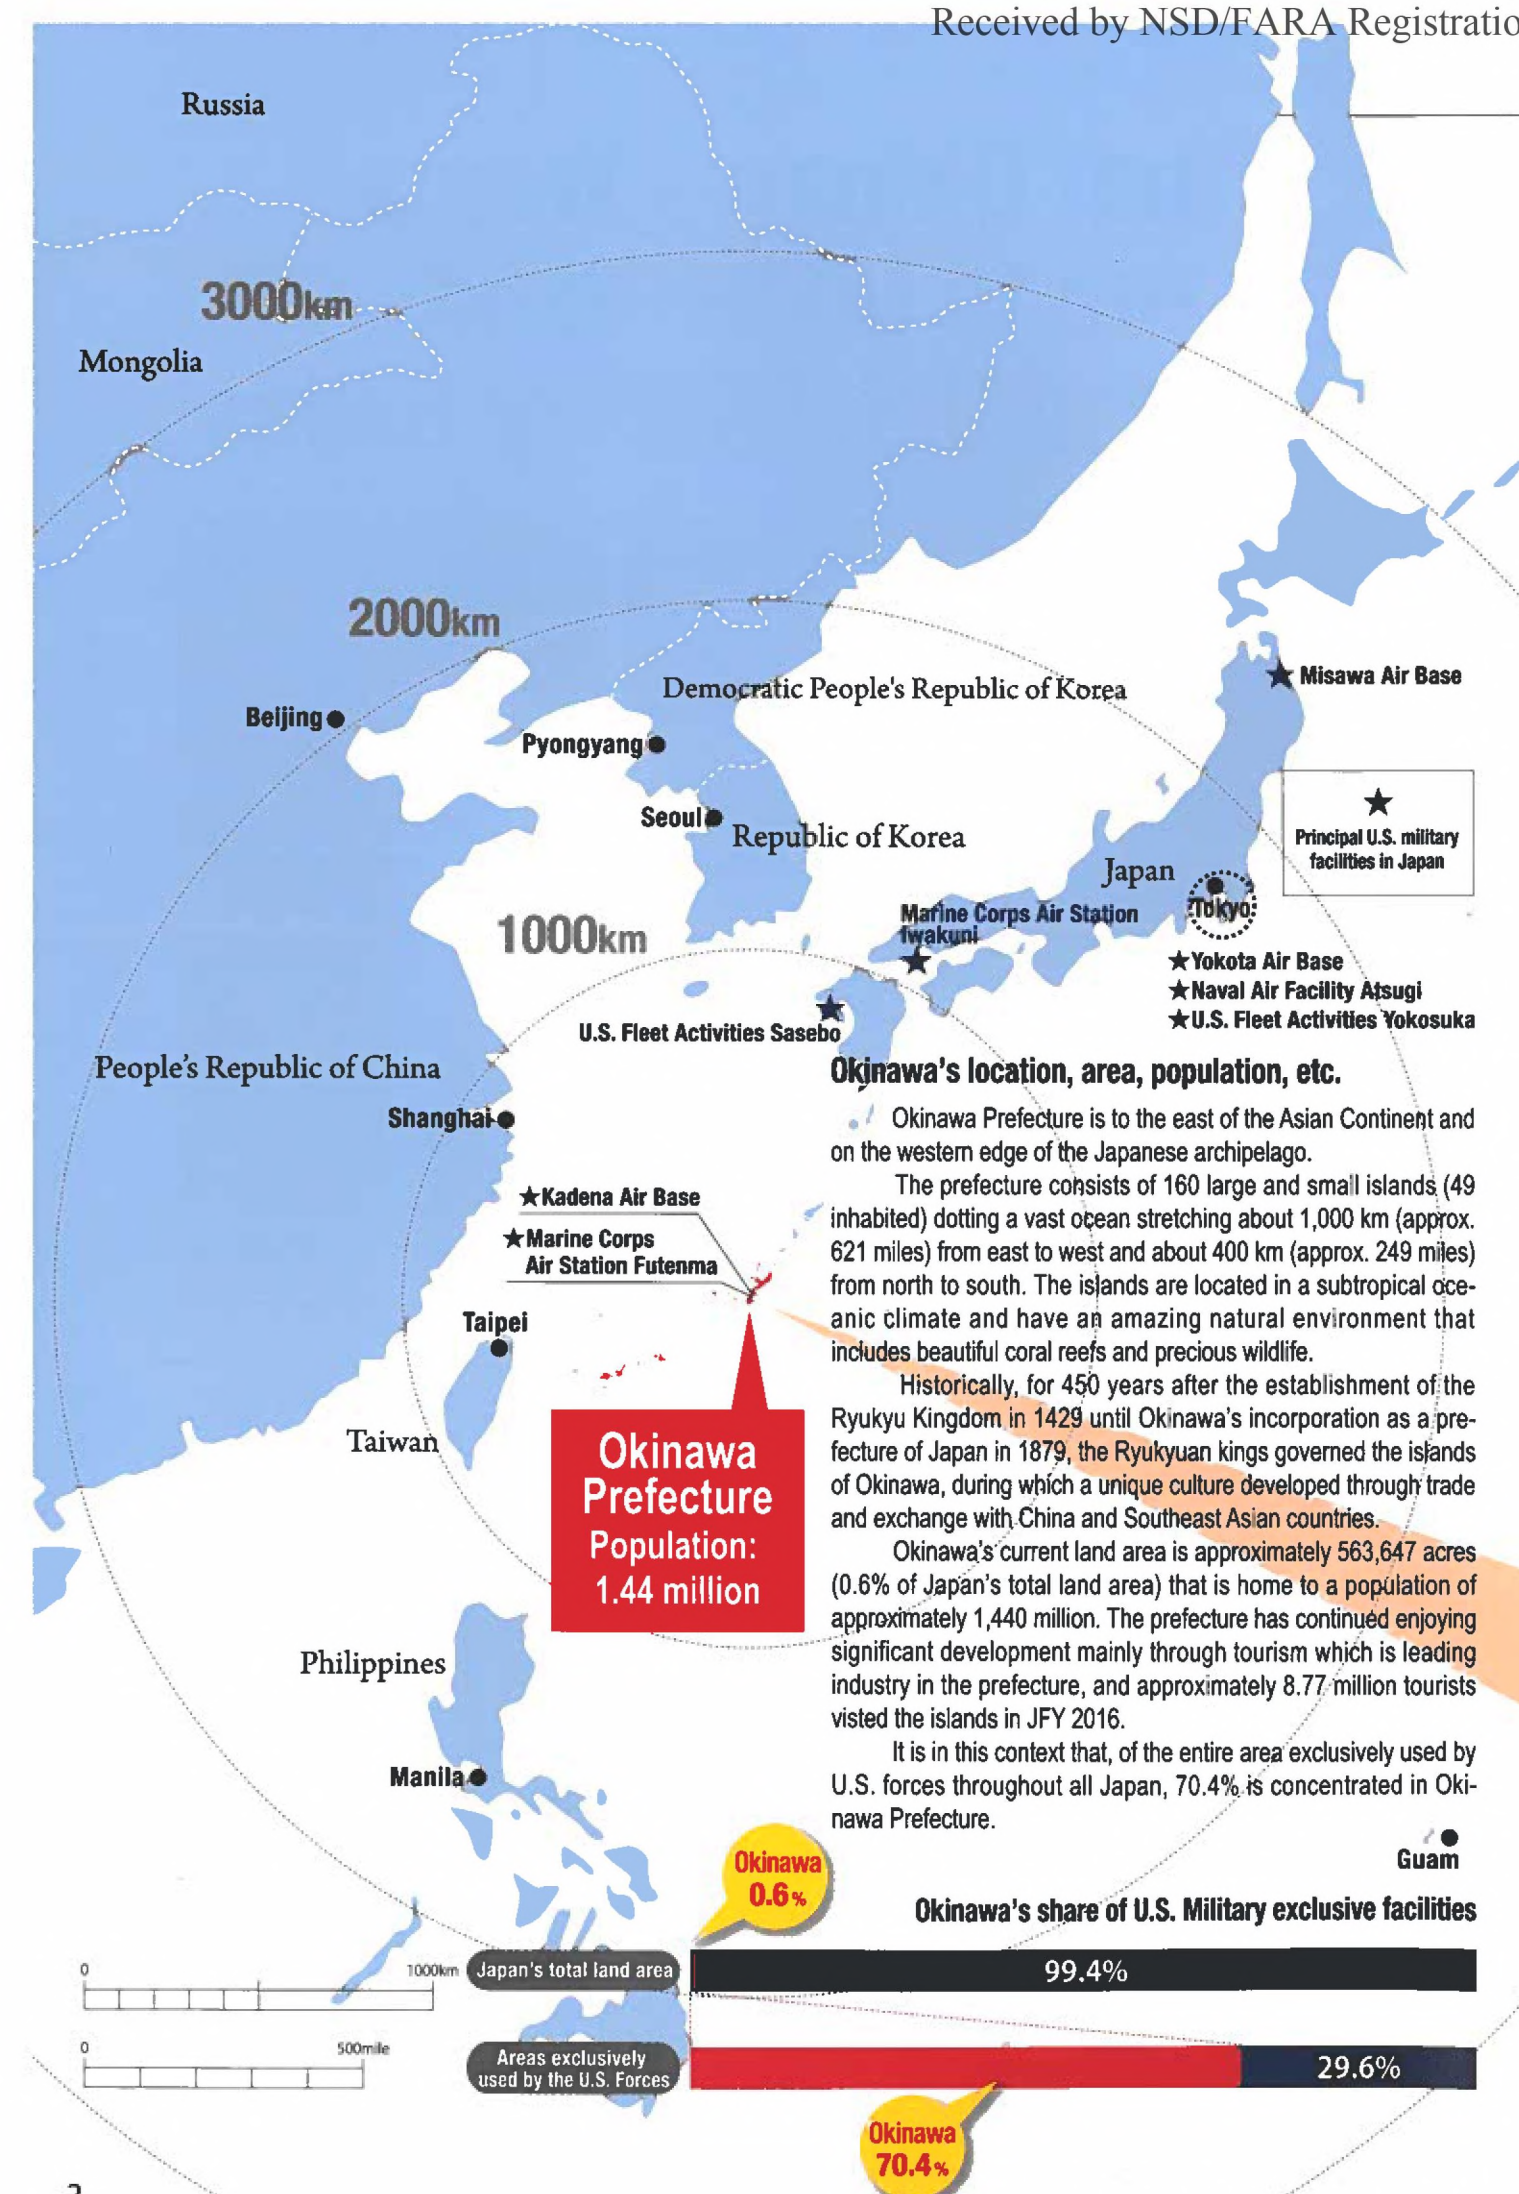 Received by NSD/FARA Registratio
Russia
3000km
Mongolia
2000km
Democratic People's Republic of Korea
Misawa Air Base
Beijing
Pyongyang
Seoul
Republic of Korea
Principal U.S. military
facilities in Japan
Japan
Tokyo
Marine Corps Air Station
Iwakuni
1000km
★Yokota Air Base
★Naval Air Facility Atsugi
★U.S. Fleet Activities Yokosuka
U.S. Fleet Activities Sasebo
People's Republic of China
Shanghai
★Kadena Air Base
★Marine Corps
Air Station Futenma
Taipei
Taiwan
Okinawa
Prefecture
Population:
1.44 million
Philippines
Manila
Okinawa's location, area, population, etc.
Okinawa Prefecture is to the east of the Asian Continent and
on the western edge of the Japanese archipelago.
The prefecture consists of 160 large and small islands (49
inhabited) dotting a vast ocean stretching about 1,000 km (approx.
621 miles) from east to west and about 400 km (approx. 249 miles)
from north to south. The islands are located in a subtropical oce-
anic climate and have an amazing natural environment that
includes beautiful coral reefs and precious wildlife.
Historically, for 450 years after the establishment of the
Ryukyu Kingdom in 1429 until Okinawa's incorporation as a pre-
fecture of Japan in 1879, the Ryukyuan kings governed the islands
of Okinawa, during which a unique culture developed through trade
and exchange with China and Southeast Asian countries.
Okinawa's current land area is approximately 563,647 acres
(0.6% of Japan's total land area) that is home to a population of
approximately 1,440 million. The prefecture has continued enjoying
significant development mainly through tourism which is leading
industry in the prefecture, and approximately 8.77 million tourists
visted the islands in JFY 2016.
It is in this context that, of the entire area exclusively used by
U.S. forces throughout all Japan, 70.4% is concentrated in Oki-
nawa Prefecture.
Guam
Okinawa's share of U.S. Military exclusive facilities
Okinawa
0.6%
0 1000km
Japan's total land area
99.4%
0 500mile
Areas exclusively
used by the U.S. Forces
29.6%
Okinawa
70.4%